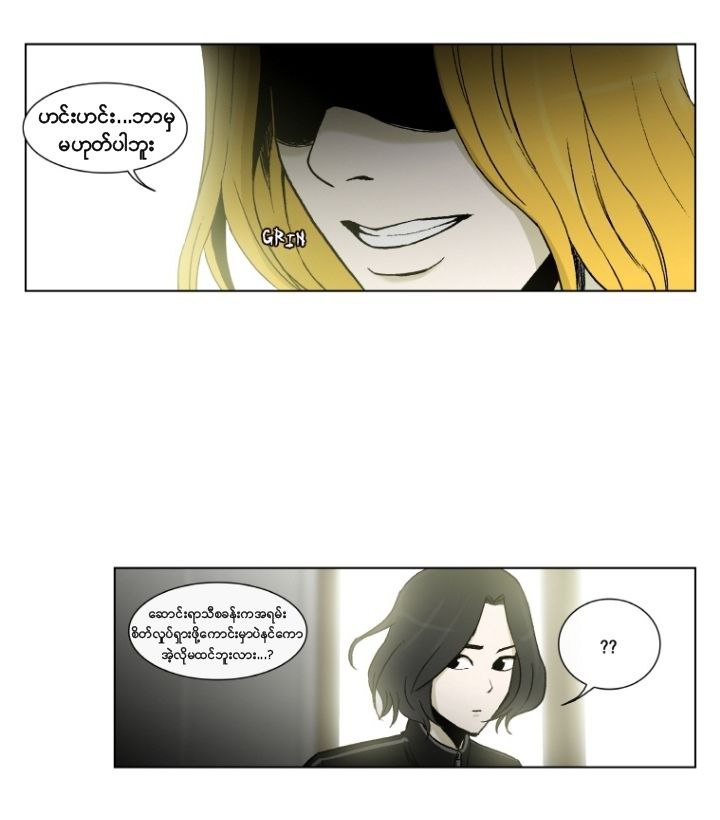 ဟင်းဟင်း...ဘာမှ
မဟုတ်ပါဘူး
GRIN
ဆောင်းရာသီစခန်းကအရမ်း
စိတ်လှုပ်ရှားဖို့ကောင်းမှာပဲနင်ကော
အဲ့လိုမထင်ဘူးလား...?
??